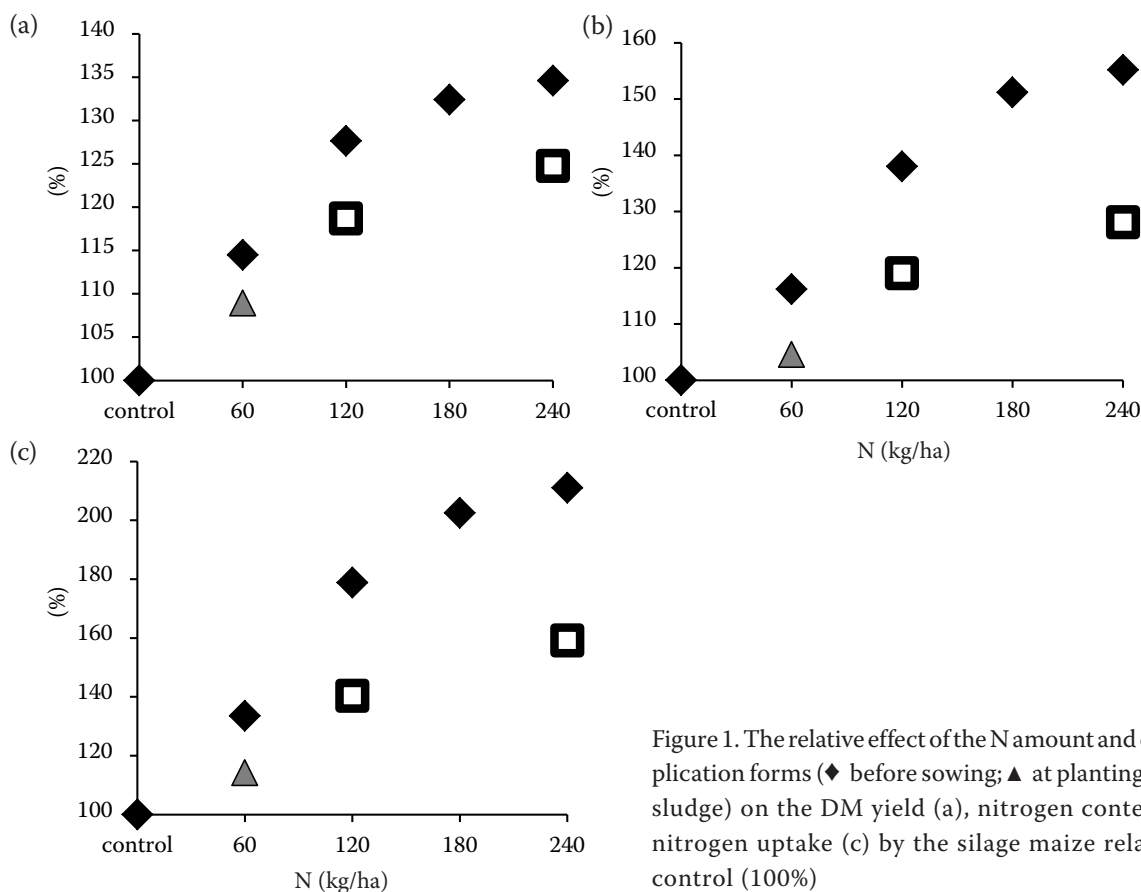 (a)
140
135
130
125
120
115
110
105
100
(%)
control 60 120 180 240
(b)
160
150
140
130
120
110
100
(%)
control 60 120 180 240
N (kg/ha)
(c)
220
200
180
160
140
120
100
(%)
control 60 120 180 240
N (kg/ha)
Figure 1. The relative effect of the N amount and
plication forms (♦ before sowing; ▲ at planting
sludge) on the DM yield (a), nitrogen conte
nitrogen uptake (c) by the silage maize rela
control (100%)